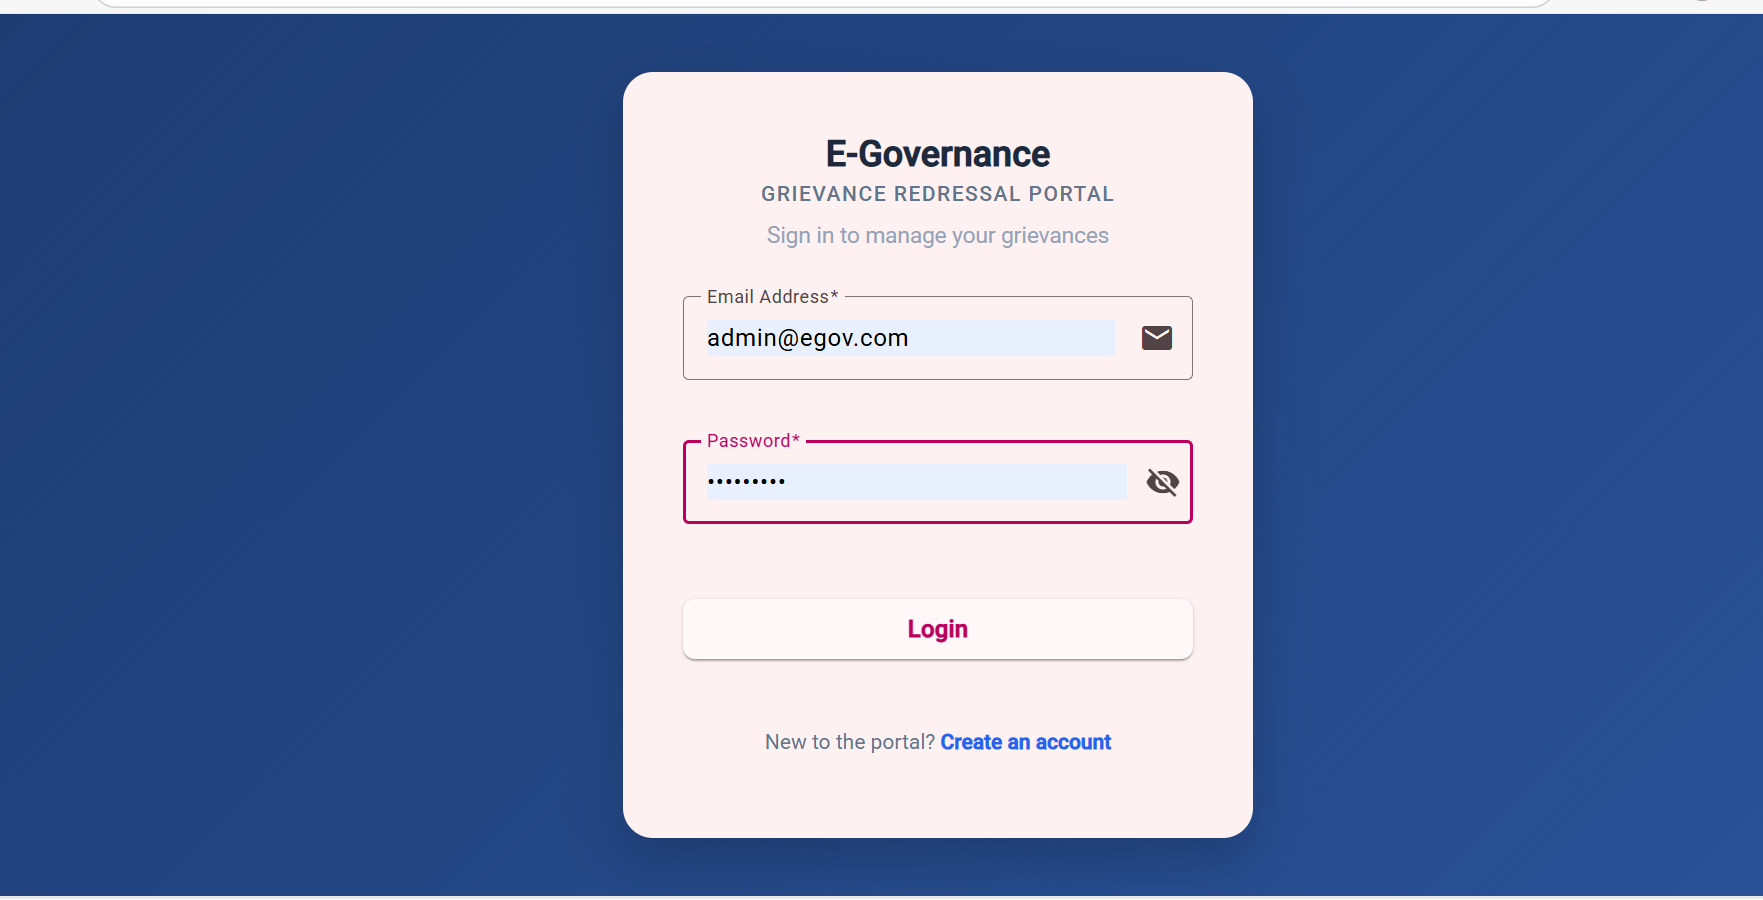 E-Governance
GRIEVANCE REDRESSAL PORTAL
Sign in to manage your grievances
Email Address*
admin@egov.com
Password*
•••••••••
Login
New to the portal? Create an account